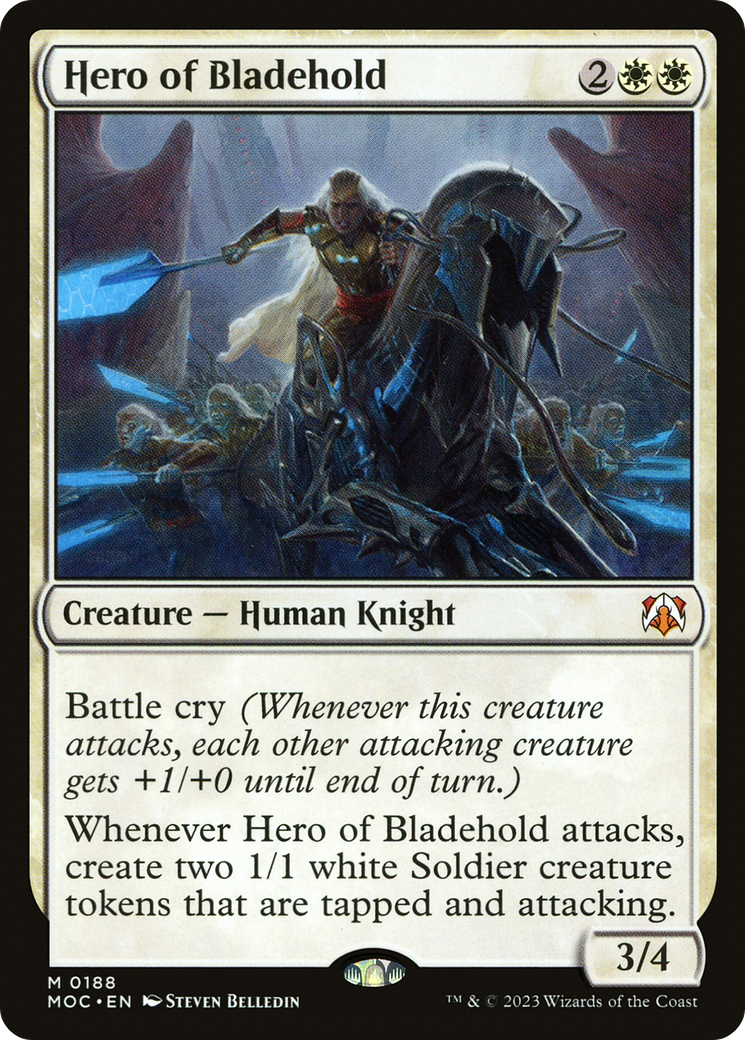 Hero of Bladehold 2
Creature — Human Knight
Battle cry (Whenever this creature
attacks, each other attacking creature
gets +1/+0 until end of turn.)
Whenever Hero of Bladehold attacks,
create two 1/1 white Soldier creature
tokens that are tapped and attacking.
3/4
M 0188
MOC • EN Steven Belledin
™ & © 2023 Wizards of the Coast